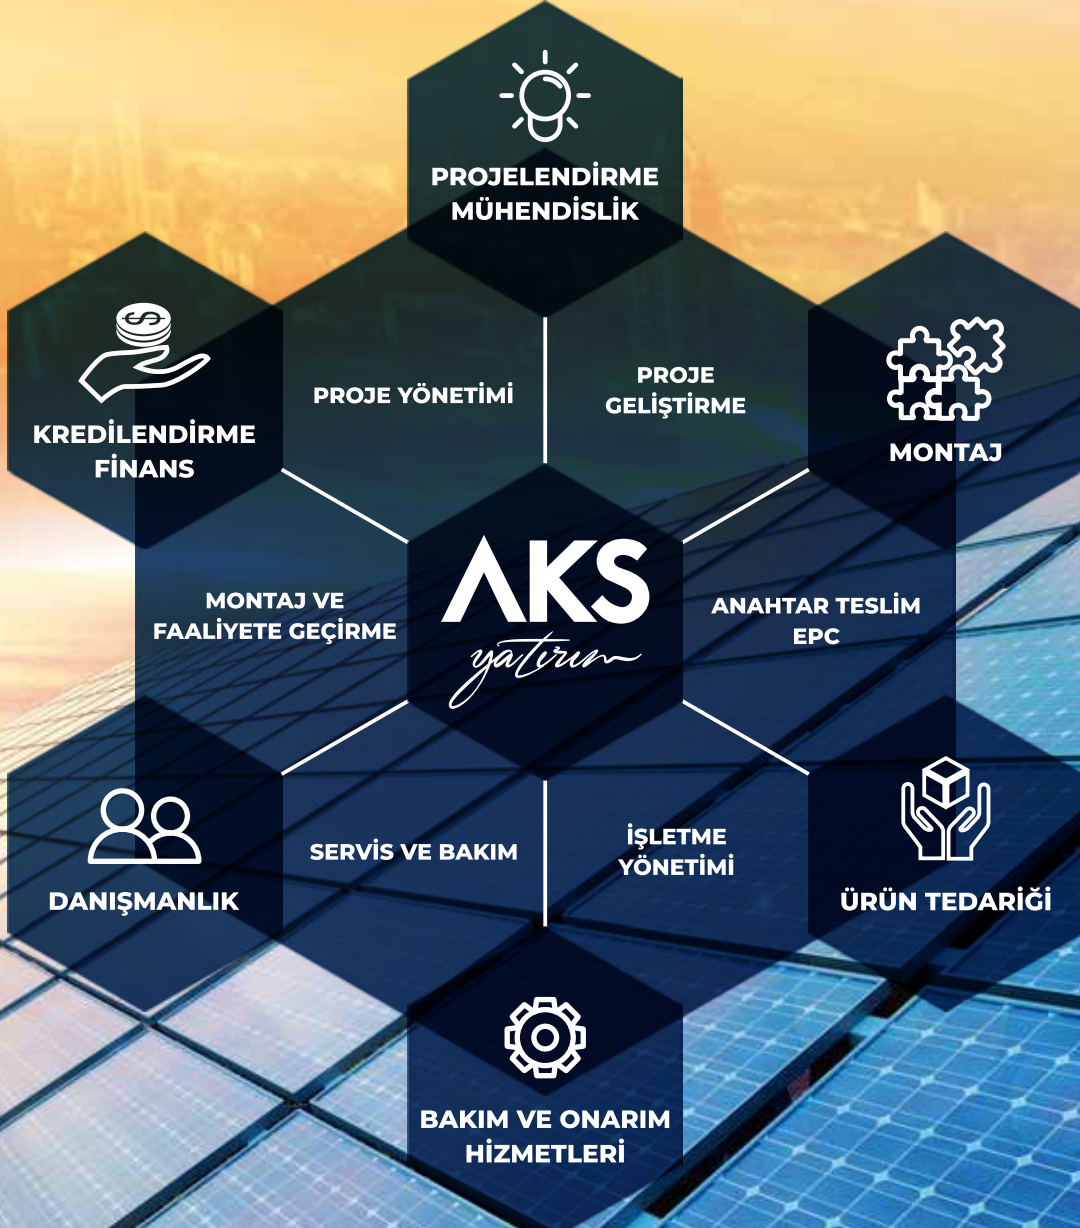 PROJELENDİRME
MÜHENDİSLİK
KREDİLENDİRME
FİNANS
PROJE YÖNETİMİ
PROJE
GELİŞTİRME
MONTAJ
MONTAJ VE
FAALİYETE GEÇİRME
AKS
yatırım
ANAHTAR TESLİM
EPC
DANIŞMANLIK
SERVİS VE BAKIM
İŞLETME
YÖNETİMİ
ÜRÜN TEDARİĞİ
BAKIM VE ONARIM
HİZMETLERİ